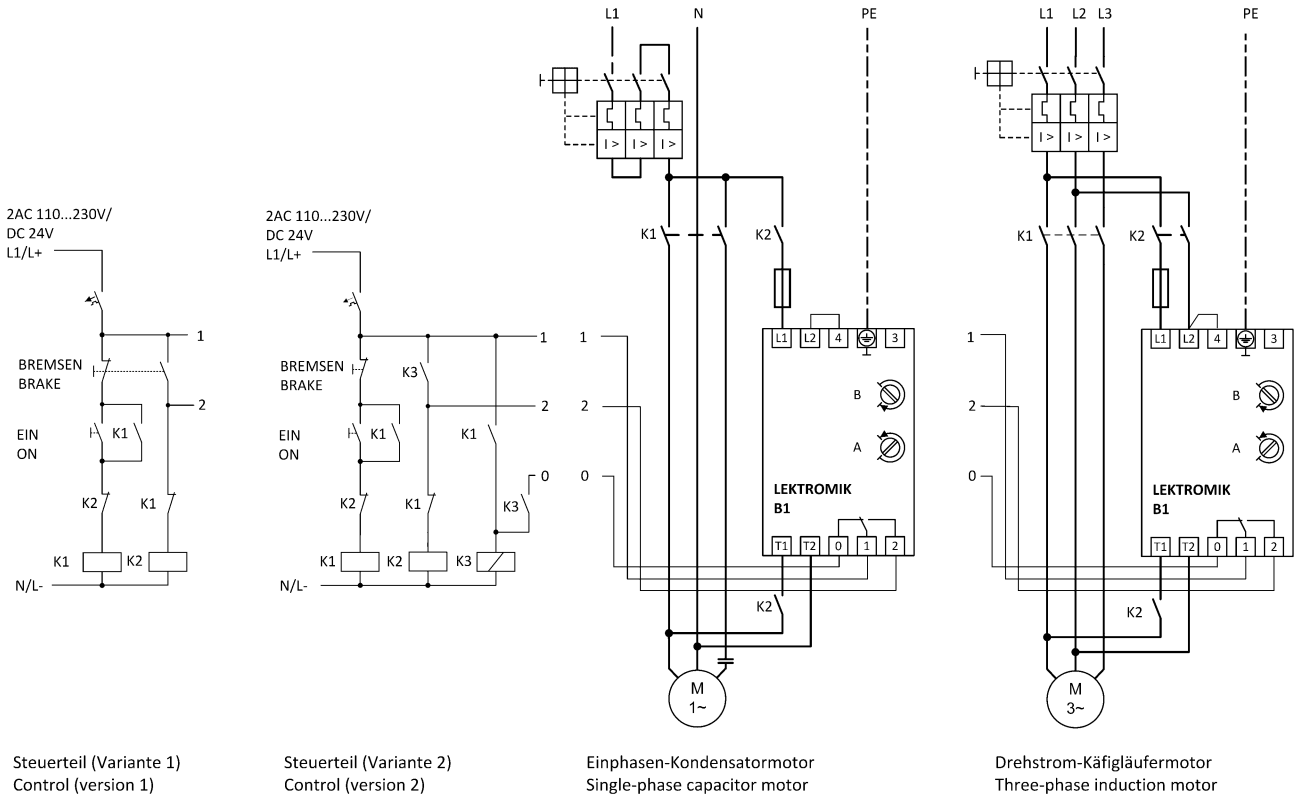 2AC 110...230V/
DC 24V
L1/L+
1
BREMSEN
BRAKE
2
EIN
ON
K1
K2
K1
K1
K2
N/L-
Steuerteil (Variante 1)
Control (version 1)
2AC 110...230V/
DC 24V
L1/L+
1
BREMSEN
BRAKE
K3
2
EIN
ON
K1
K1
0
K2
K1
K3
K1
K2
K3
N/L-
Steuerteil (Variante 2)
Control (version 2)
L1
N
PE
I >
I >
I >
K1
K2
1
L1
L2
4
3
B
2
A
0
LEKTROMIK
B1
T1
T2
0
1
2
K2
M
1~
Einphasen-Kondensatormotor
Single-phase capacitor motor
L1
L2
L3
PE
I >
I >
I >
K1
K2
1
L1
L2
4
3
B
2
A
0
LEKTROMIK
B1
T1
T2
0
1
2
K2
M
3~
Drehstrom-Käfigläufermotor
Three-phase induction motor